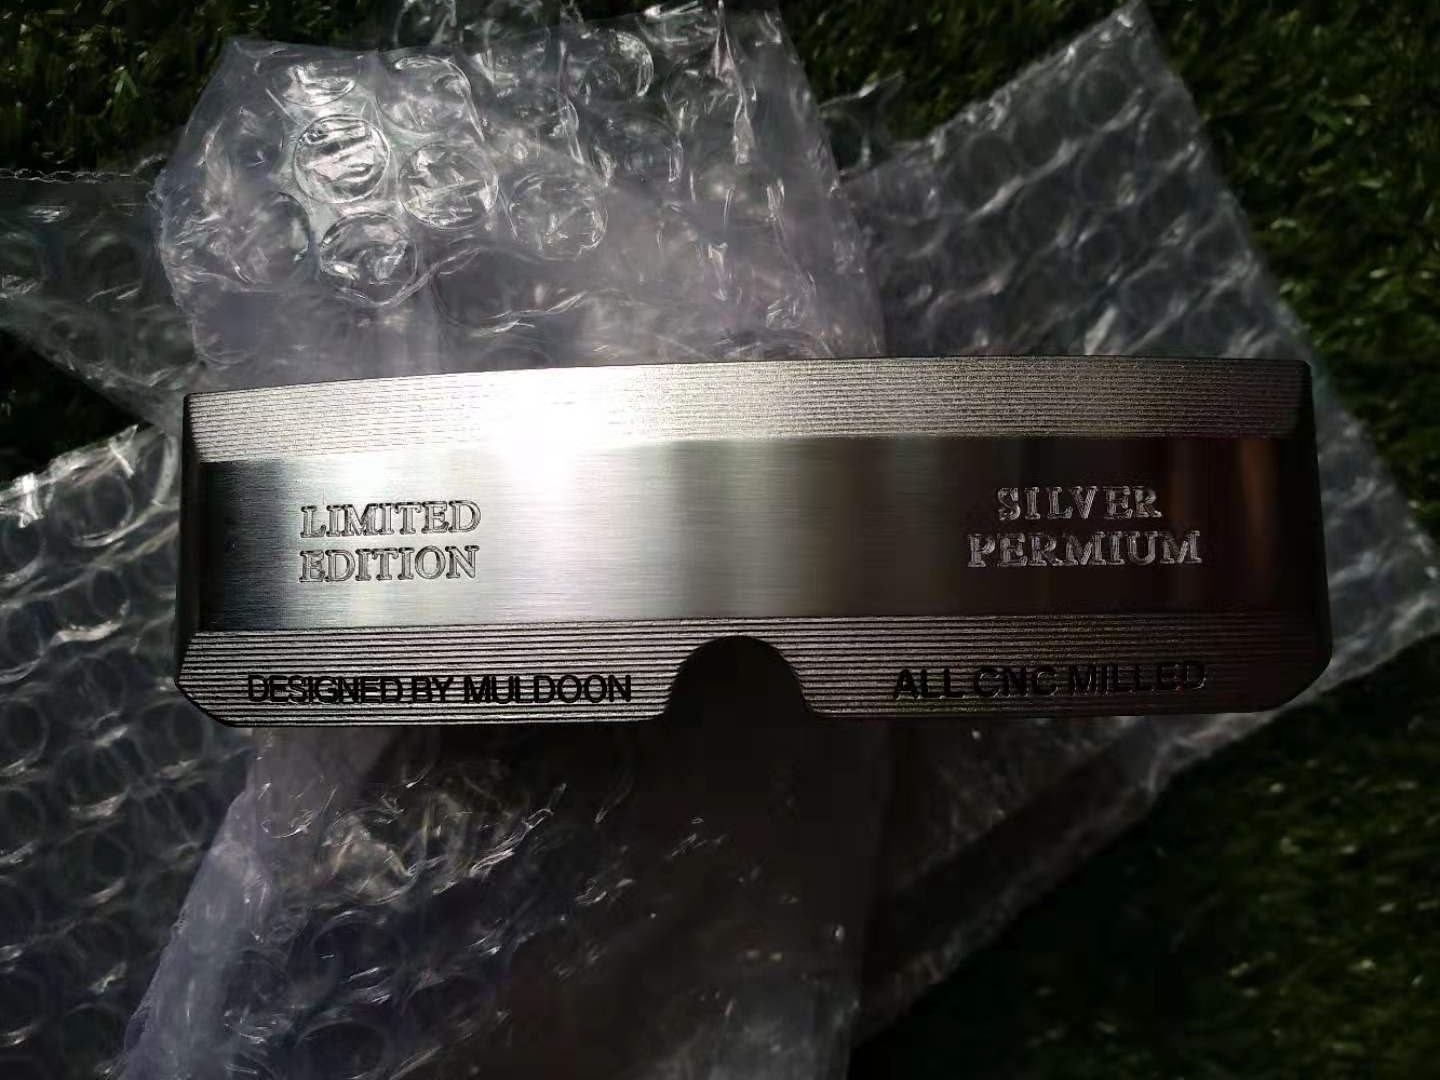 LIMITED
EDITION
SILVER
PERMIUM
DESIGNED BY MULDOON
ALL CNC MILLED